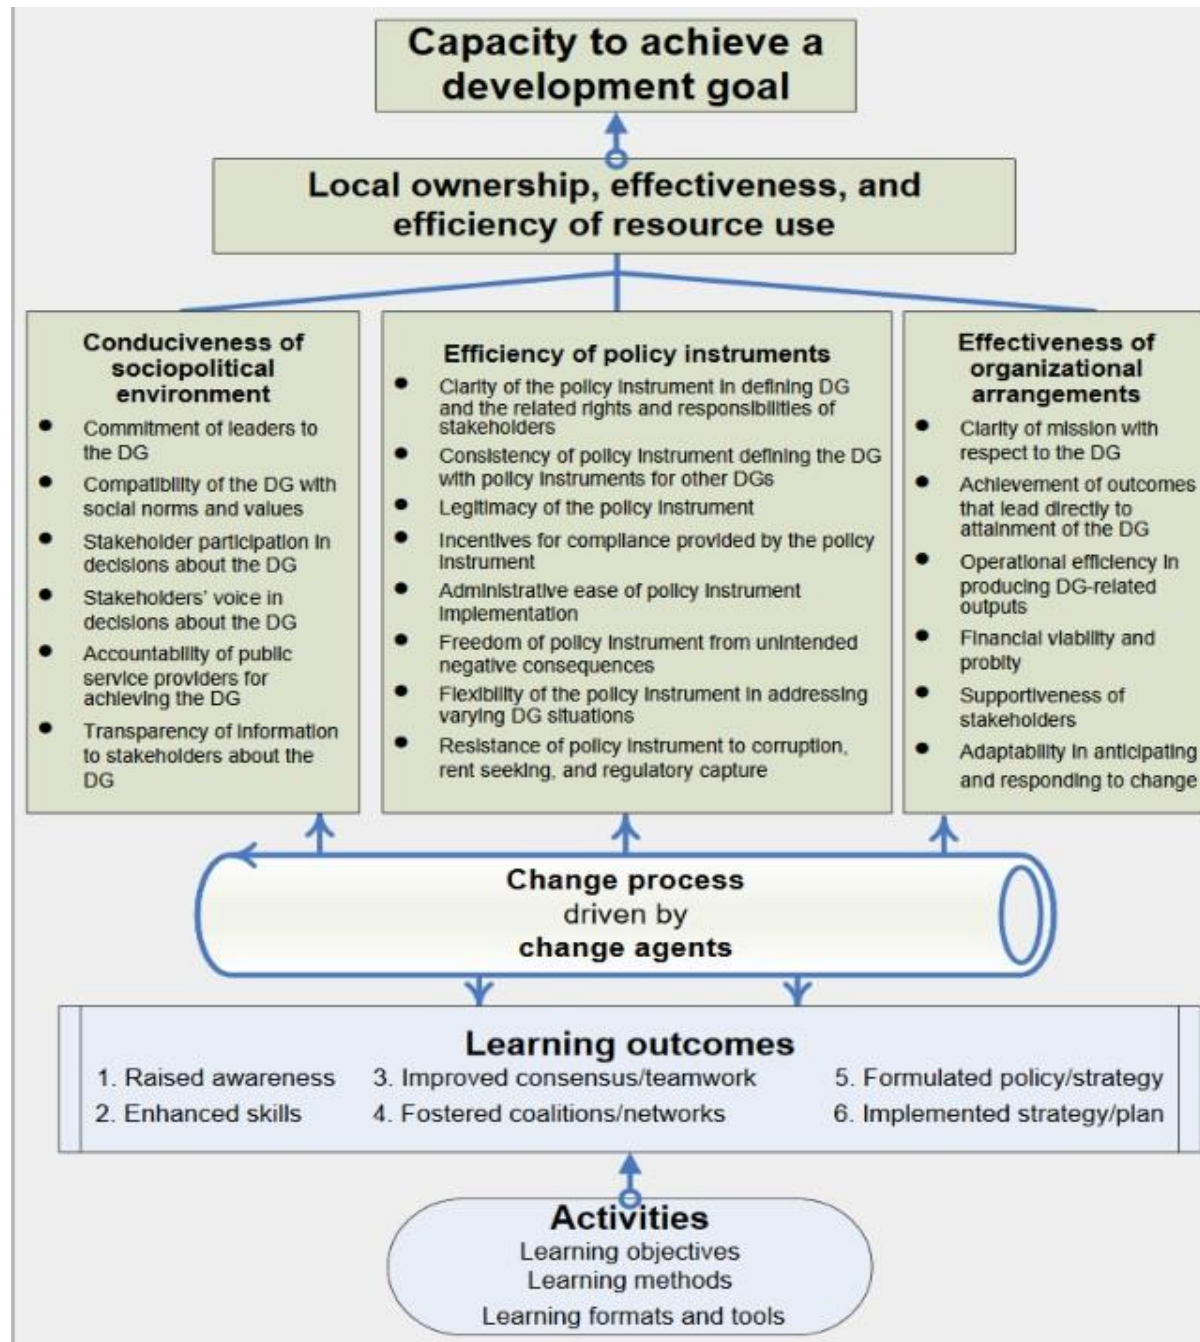 Capacity to achieve a
development goal
Local ownership, effectiveness, and
efficiency of resource use
Conduciveness of
sociopolitical
environment
● Commitment of leaders to
the DG
● Compatibility of the DG with
social norms and values
● Stakeholder participation in
decisions about the DG
● Stakeholders' voice in
decisions about the DG
● Accountability of public
service providers for
achieving the DG
● Transparency of information
to stakeholders about the
DG
Efficiency of policy instruments
● Clarity of the policy instrument in defining DG
and the related rights and responsibilities of
stakeholders
● Consistency of policy instrument defining the DG
with policy instruments for other DGs
● Legitimacy of the policy instrument
● Incentives for compliance provided by the policy
instrument
● Administrative ease of policy instrument
implementation
● Freedom of policy instrument from unintended
negative consequences
● Flexibility of the policy instrument in addressing
varying DG situations
● Resistance of policy instrument to corruption,
rent seeking, and regulatory capture
Effectiveness of
organizational
arrangements
● Clarity of mission with
respect to the DG
● Achievement of outcomes
that lead directly to
attainment of the DG
● Operational efficiency in
producing DG-related
outputs
● Financial viability and
probity
● Supportiveness of
stakeholders
● Adaptability in anticipating
and responding to change
Change process
driven by
change agents
Learning outcomes
1. Raised awareness
2. Enhanced skills
3. Improved consensus/teamwork
4. Fostered coalitions/networks
5. Formulated policy/strategy
6. Implemented strategy/plan
Activities
Learning objectives
Learning methods
Learning formats and tools